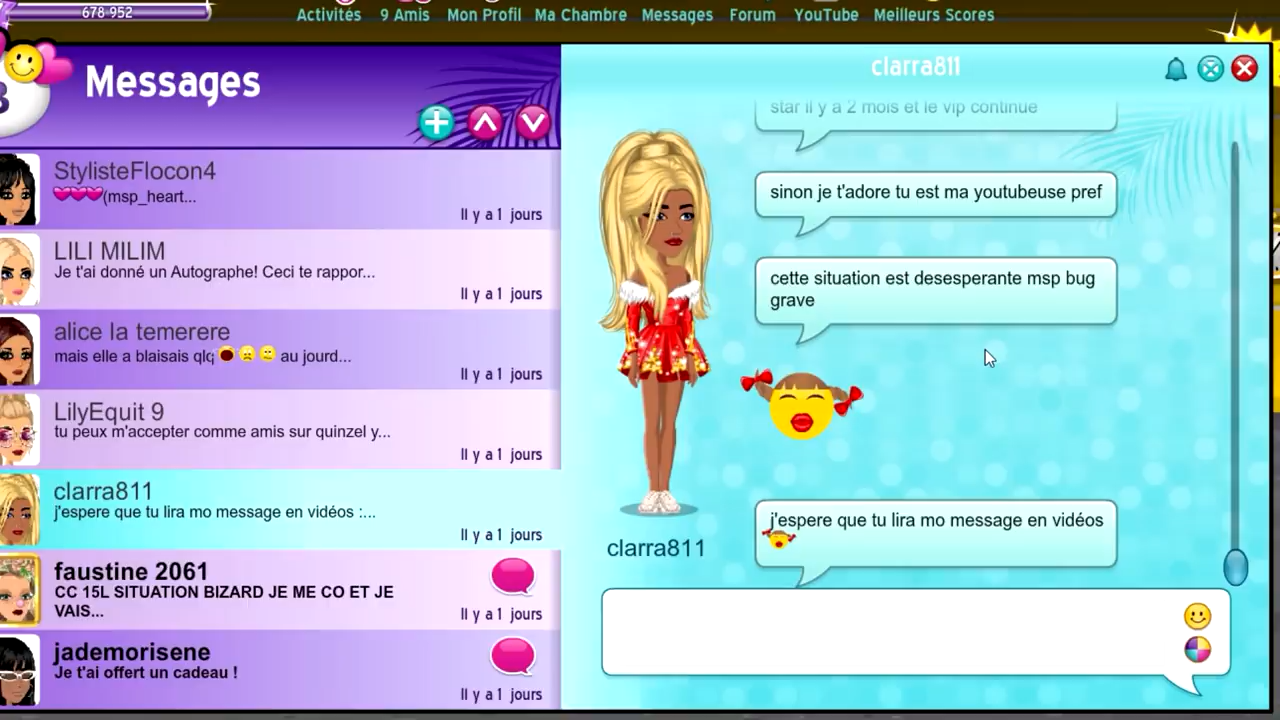 678 952
Activités 9 Amis Mon Profil Ma Chambre Messages Forum YouTube Meilleurs Scores
Messages
StylisteFlocon4
(msp_heart...
Il y a 1 jours
LILI MILIM
Je t'ai donné un Autographe! Ceci te rappor...
Il y a 1 jours
alice la temerere
mais elle a blaisais qlq au jourd...
Il y a 1 jours
LilyEquit 9
tu peux m'accepter comme amis sur quinzel y...
Il y a 1 jours
clarra811
j'espere que tu lira mo message en vidéos :...
Il y a 1 jours
faustine 2061
CC 15L SITUATION BIZARD JE ME CO ET JE
VAIS...
Il y a 1 jours
jademorisene
Je t'ai offert un cadeau !
Il y a 1 jours
clarra811
star il y a 2 mois et le vip continue
sinon je t'adore tu est ma youtubeuse pref
cette situation est desesperante msp bug
grave
j'espere que tu lira mo message en vidéos
clarra811